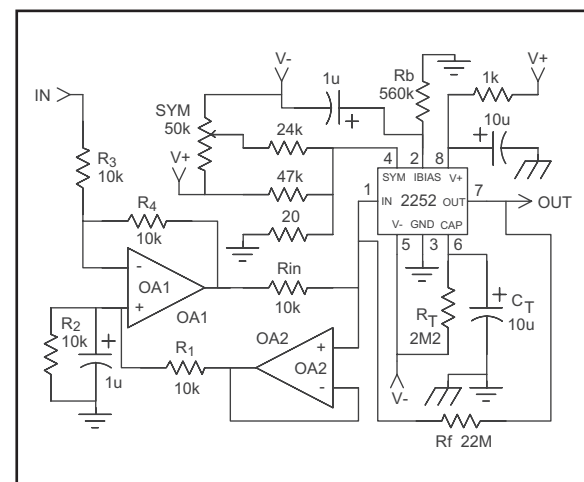 V-
V+
IN
1u
Rb
560k
1k
SYM
50k
10u
R3
10k
V+
24k
4
2
8
SYM
IBIAS
V+
R4
10k
47k
1
IN
2252
OUT
7
OUT
20
V-
GND
CAP
5
3
6
-
OA1
+
OA1
Rin
10k
R2
10k
+
1u
R1
10k
OA2
+
OA2
-
RT
2M2
+
CT
10u
V-
Rf 22M
+
+